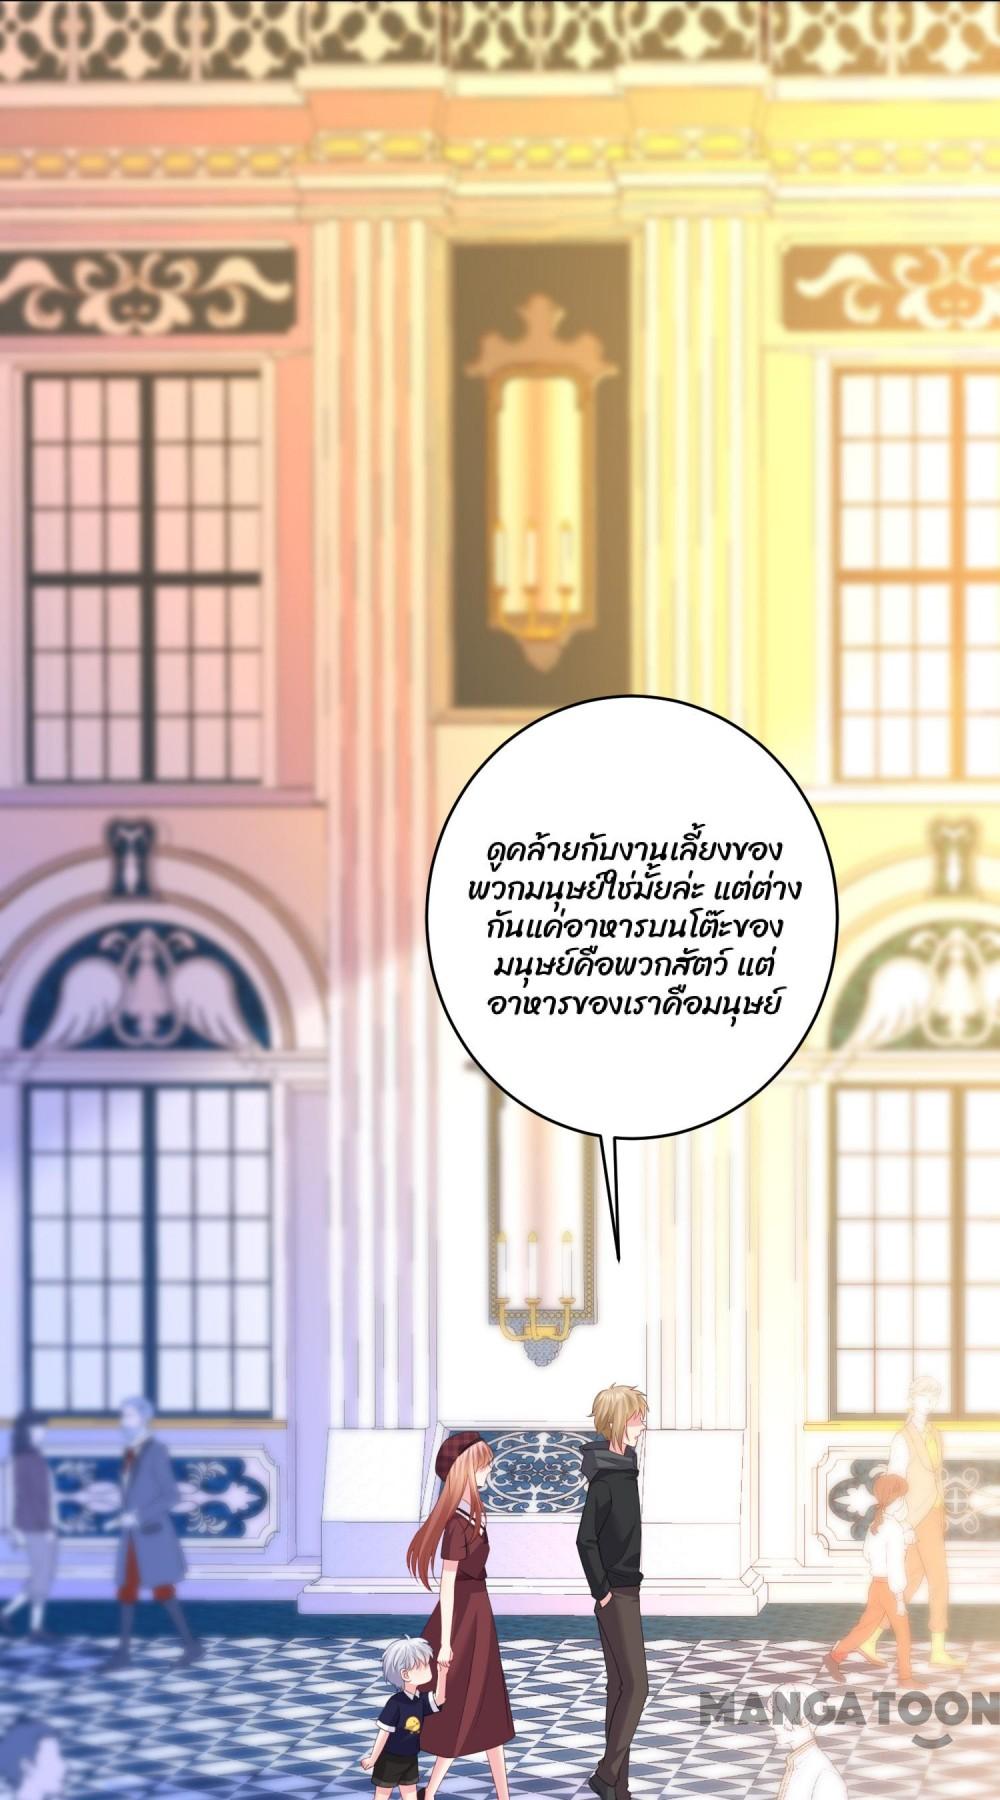 ดูคล้ายกับงานเลี้ยงของ
พวกมนุษย์ใช่มั้ยล่ะ แต่ต่าง
กันแค่อาหารบนโต๊ะของ
มนุษย์คือพวกสัตว์ แต่
อาหารของเราคือมนุษย์
MANGATOON